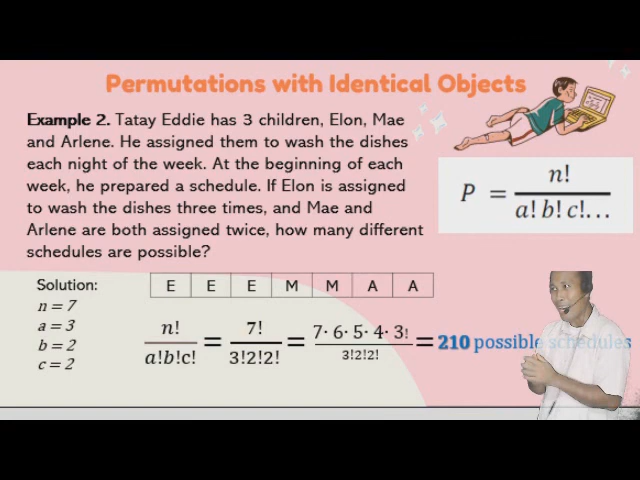 Permutations with Identical Objects
Example 2. Tatay Eddie has 3 children, Elon, Mae
and Arlene. He assigned them to wash the dishes
each night of the week. At the beginning of each
week, he prepared a schedule. If Elon is assigned
to wash the dishes three times, and Mae and
Arlene are both assigned twice, how many different
schedules are possible?
P = n! / a! b! c!...
Solution:
n = 7
a = 3
b = 2
c = 2
E E E M M A A
n! / a!b!c! = 7! / 3!2!2! = 7· 6· 5· 4· 3! / 3!2!2! = 210 possible schedules